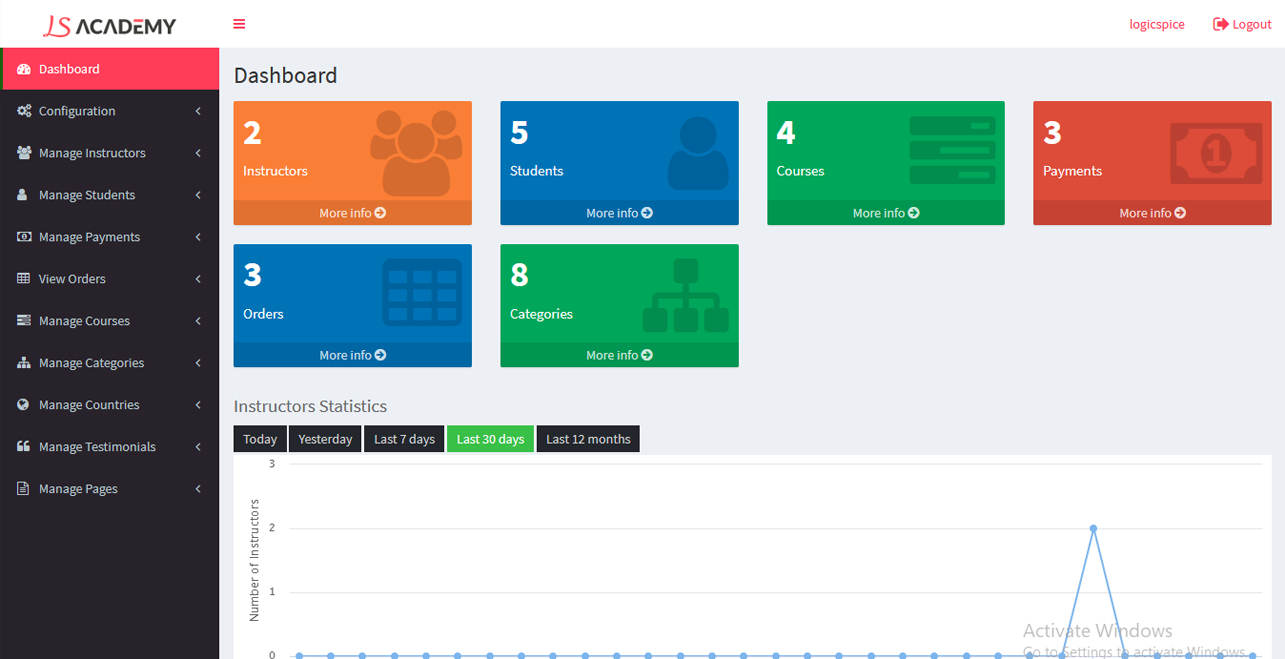 LS ACADEMY
logicspice
Logout
Dashboard
Configuration
Manage Instructors
Manage Students
Manage Payments
View Orders
Manage Courses
Manage Categories
Manage Countries
Manage Testimonials
Manage Pages
Dashboard
2
Instructors
More info
5
Students
More info
4
Courses
More info
3
Payments
1
More info
3
Orders
More info
8
Categories
More info
Instructors Statistics
Today
Yesterday
Last 7 days
Last 30 days
Last 12 months
Number of Instructors
3
2
1
0
Activate Windows
Go to Settings to activate Windows.